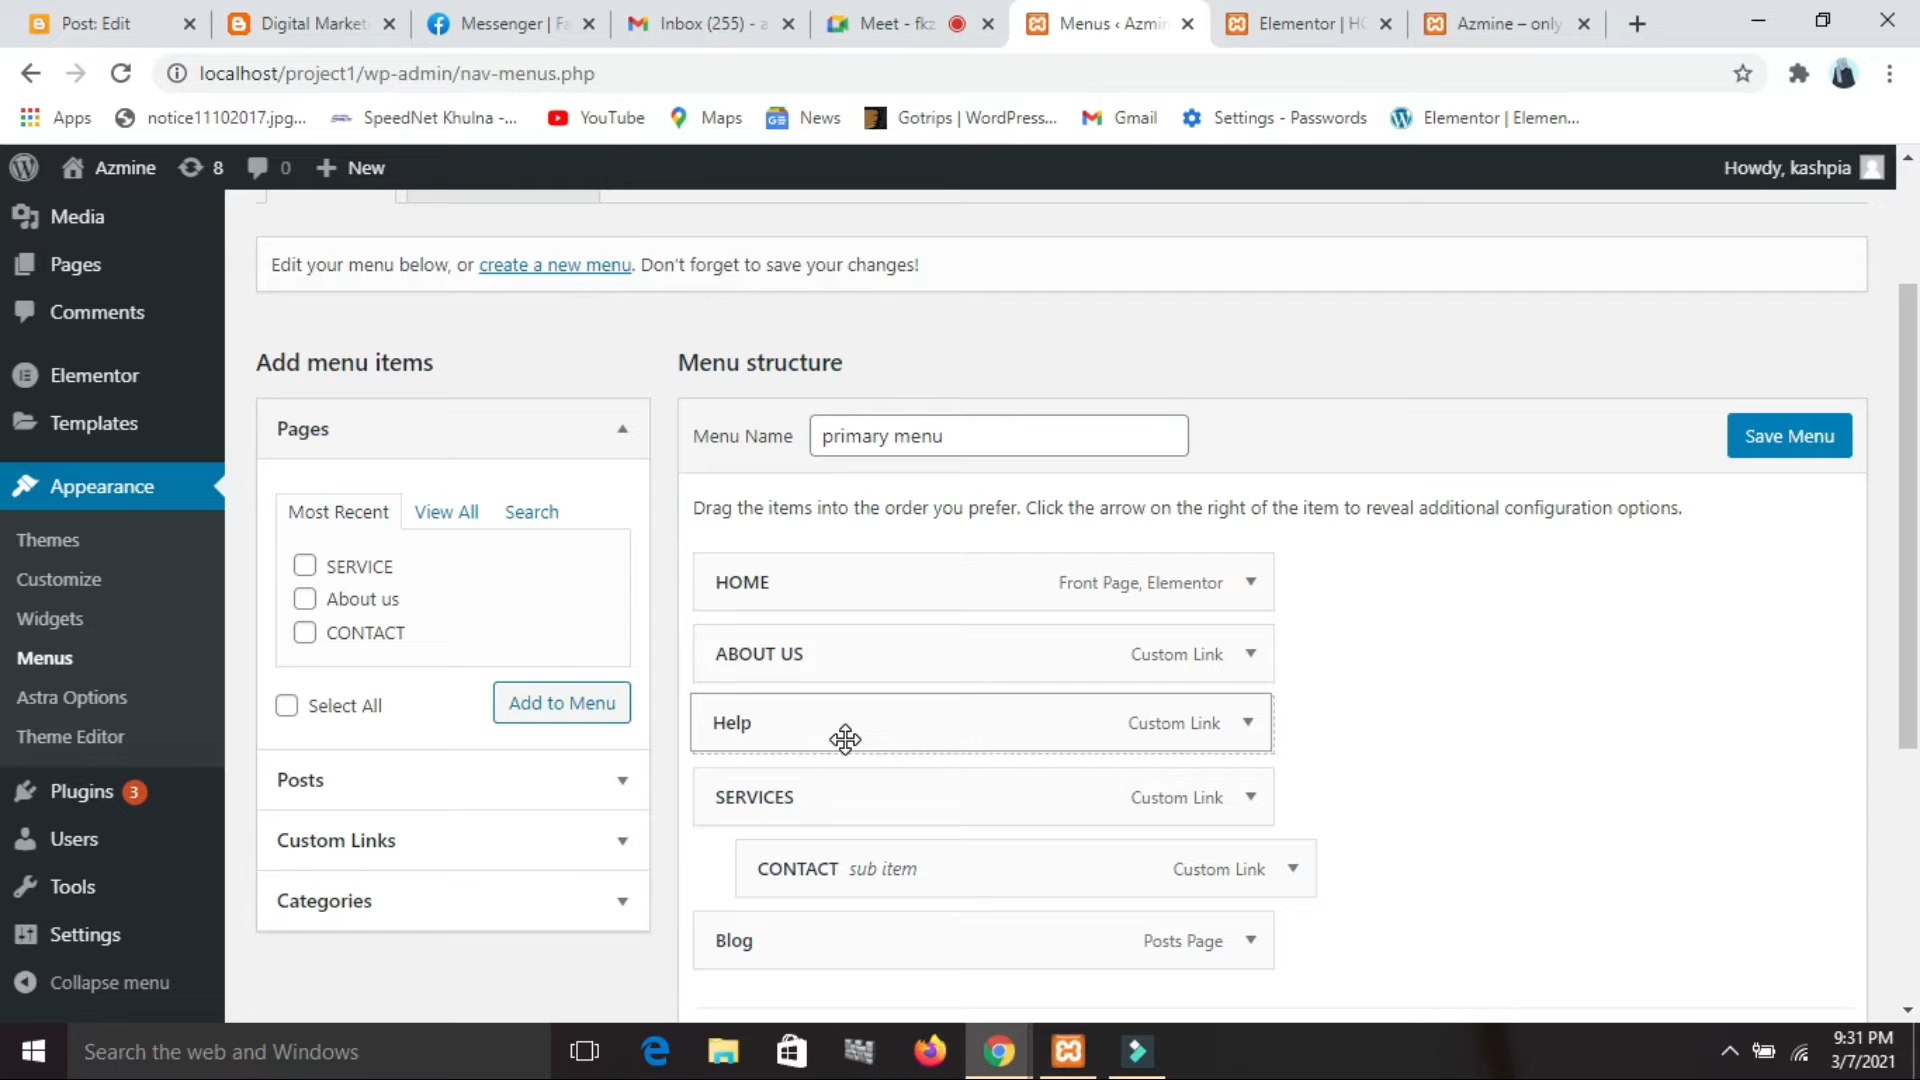 Post: Edit
Digital Market
Messenger | Fa
Inbox (255) - a
Meet - fkz
Menus ‹ Azmin
Elementor | HO
Azmine – only
localhost/project1/wp-admin/nav-menus.php
Apps
notice11102017.jpg...
SpeedNet Khulna -...
YouTube
Maps
News
Gotrips | WordPress...
Gmail
Settings - Passwords
Elementor | Elemen...
Azmine
8
0
New
Howdy, kashpia
Media
Pages
Comments
Elementor
Templates
Appearance
Themes
Customize
Widgets
Menus
Astra Options
Theme Editor
Plugins 3
Users
Tools
Settings
Collapse menu
Edit your menu below, or create a new menu. Don't forget to save your changes!
Add menu items
Pages
Most Recent
View All
Search
SERVICE
About us
CONTACT
Select All
Add to Menu
Posts
Custom Links
Categories
Menu structure
Menu Name
primary menu
Save Menu
Drag the items into the order you prefer. Click the arrow on the right of the item to reveal additional configuration options.
HOME
Front Page, Elementor
ABOUT US
Custom Link
Help
Custom Link
SERVICES
Custom Link
CONTACT sub item
Custom Link
Blog
Posts Page
Search the web and Windows
9:31 PM
3/7/2021